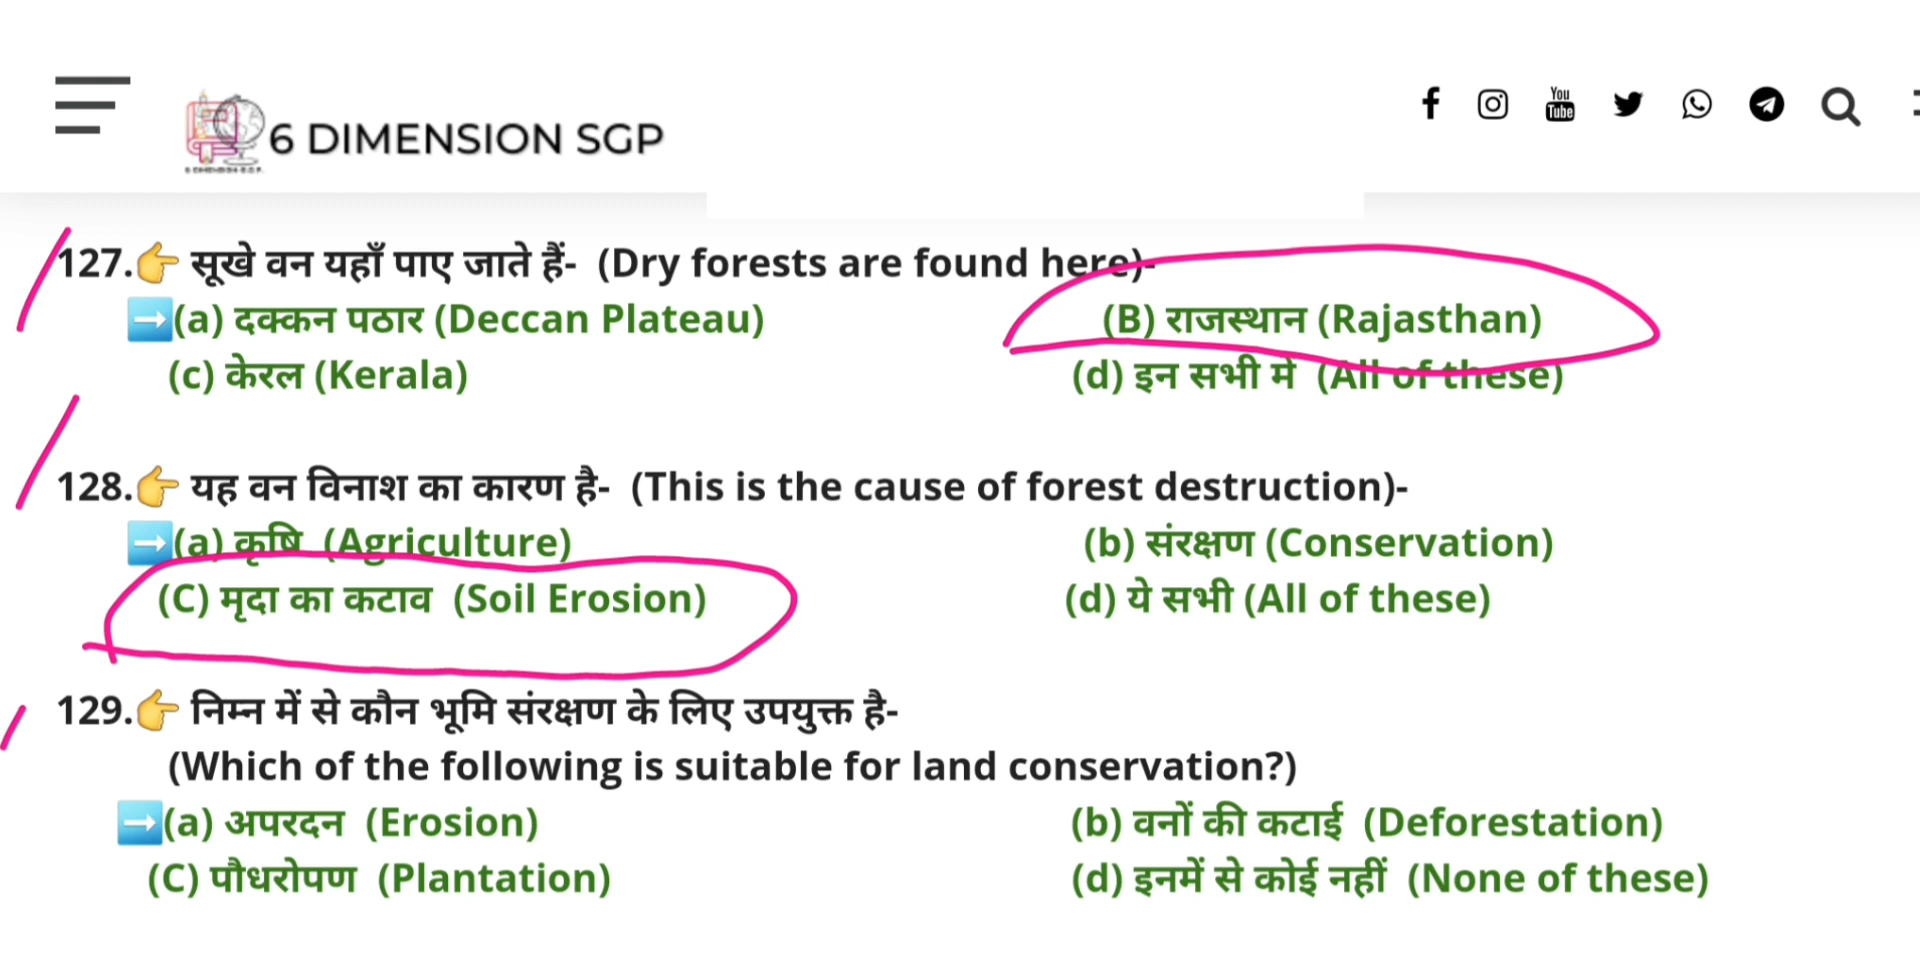 6 DIMENSION SGP
You
Tube
127.👉 सूखे वन यहाँ पाए जाते हैं- (Dry forests are found here)-
➡️(a) दक्कन पठार (Deccan Plateau) (B) राजस्थान (Rajasthan)
(c) केरल (Kerala) (d) इन सभी मे (All of these)
128.👉 यह वन विनाश का कारण है- (This is the cause of forest destruction)-
➡️(a) कृषि (Agriculture) (b) संरक्षण (Conservation)
(C) मृदा का कटाव (Soil Erosion) (d) ये सभी (All of these)
129.👉 निम्न में से कौन भूमि संरक्षण के लिए उपयुक्त है-
(Which of the following is suitable for land conservation?)
➡️(a) अपरदन (Erosion) (b) वनों की कटाई (Deforestation)
(C) पौधरोपण (Plantation) (d) इनमें से कोई नहीं (None of these)